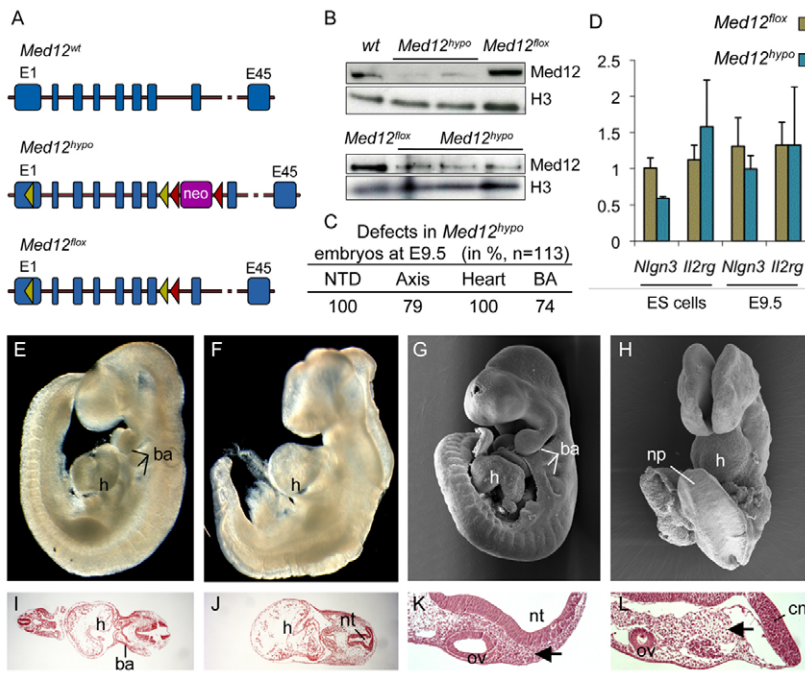 A
Med12wt
E1
E45
Med12hypo
E1
neo
E45
Med12flox
E1
E45
B
wt Med12hypo Med12flox
Med12
H3
Med12flox Med12hypo
Med12
H3
C
Defects in Med12hypo
embryos at E9.5 (in %, n=113)
NTD Axis Heart BA
100 79 100 74
D
Med12flox
Med12hypo
2.5
2
1.5
1
0.5
0
Nlgn3 Il2rg Nlgn3 Il2rg
ES cells E9.5
E
ba
h
F
h
G
ba
h
H
np
h
I
h
ba
J
h
nt
K
nt
ov
L
cn
ov